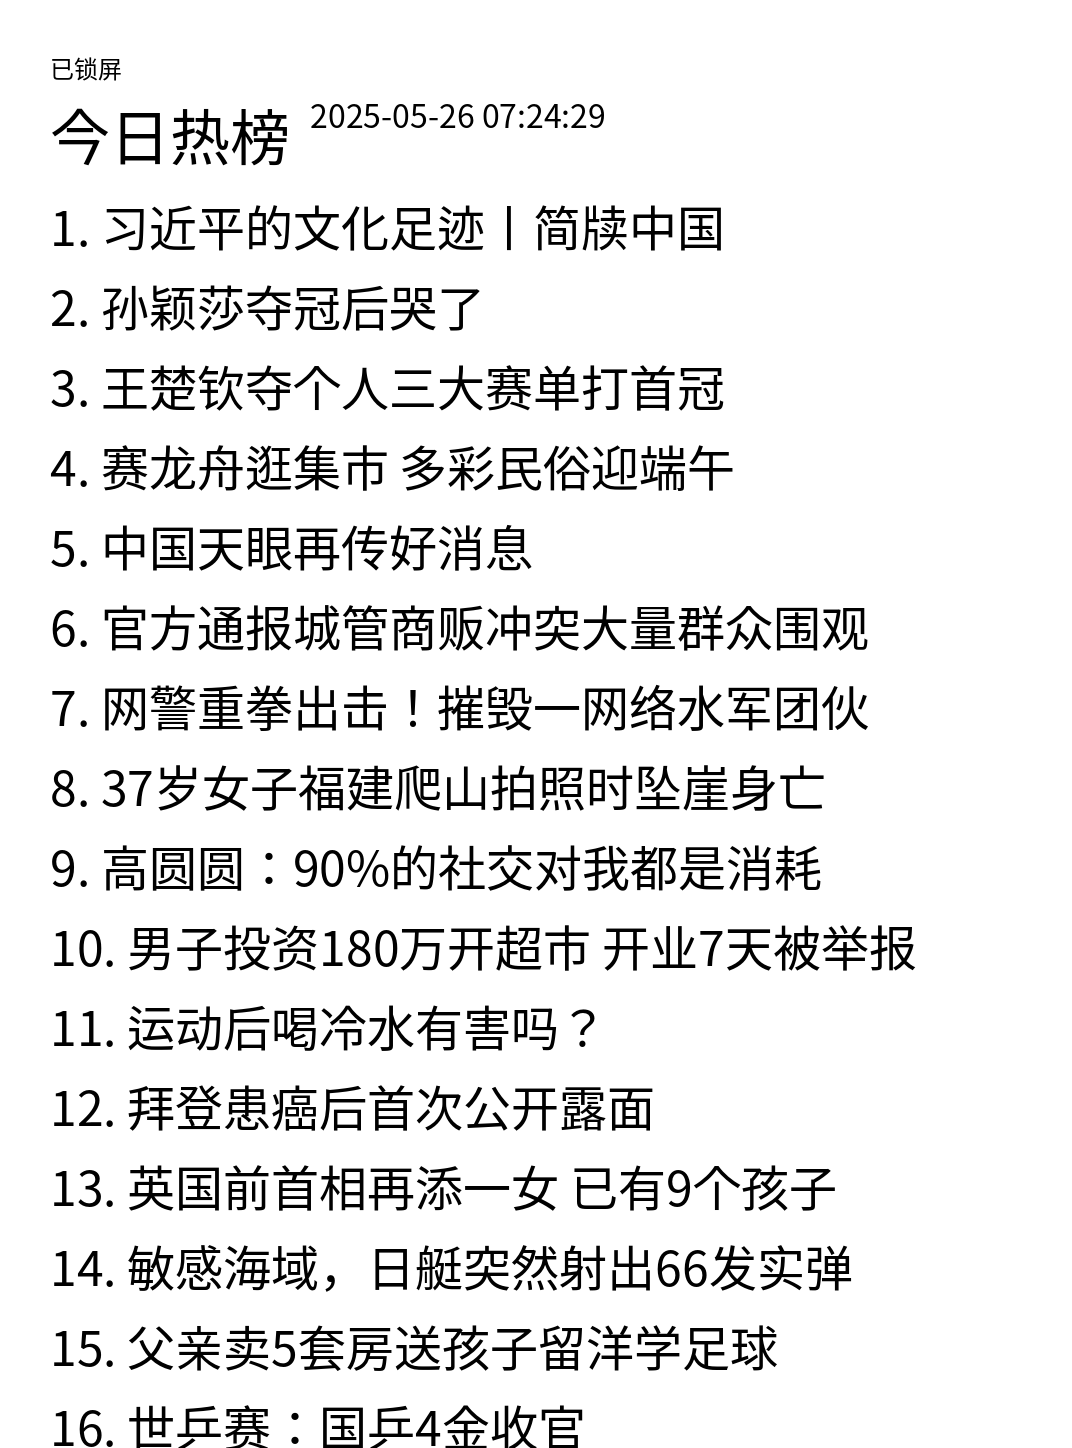 已锁屏
今日热榜 2025-05-26 07:24:29
1. 习近平的文化足迹丨简牍中国
2. 孙颖莎夺冠后哭了
3. 王楚钦夺个人三大赛单打首冠
4. 赛龙舟逛集市 多彩民俗迎端午
5. 中国天眼再传好消息
6. 官方通报城管商贩冲突大量群众围观
7. 网警重拳出击！摧毁一网络水军团伙
8. 37岁女子福建爬山拍照时坠崖身亡
9. 高圆圆：90%的社交对我都是消耗
10. 男子投资180万开超市 开业7天被举报
11. 运动后喝冷水有害吗？
12. 拜登患癌后首次公开露面
13. 英国前首相再添一女 已有9个孩子
14. 敏感海域，日艇突然射出66发实弹
15. 父亲卖5套房送孩子留洋学足球
16. 世乒赛：国乒4金收官